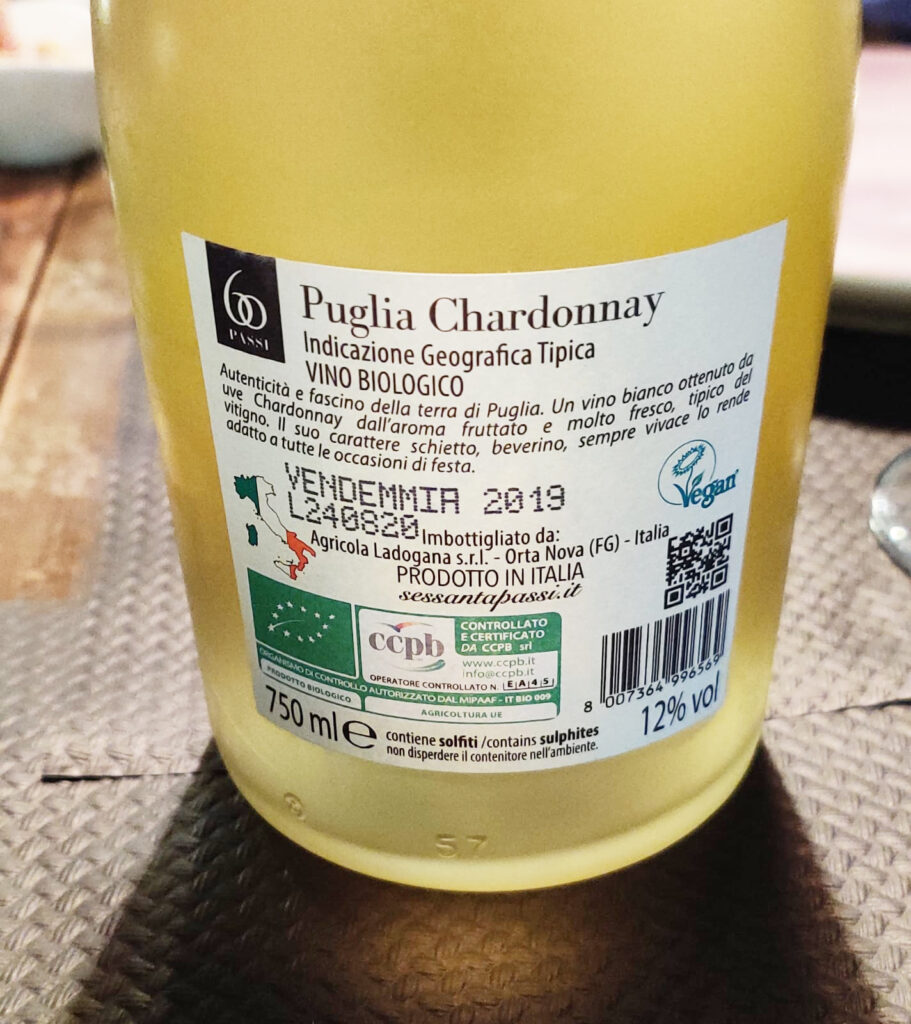 60
PASSI
Puglia Chardonnay
Indicazione Geografica Tipica
VINO BIOLOGICO
Autenticità e fascino della terra di Puglia. Un vino bianco ottenuto da
uve Chardonnay dall'aroma fruttato e molto fresco, tipico del
vitigno. Il suo carattere schietto, beverino, sempre vivace lo rende
adatto a tutte le occasioni di festa.
Vegan
VENDEMMIA 2019
L240820
Imbottigliato da:
Agricola Ladogana s.r.l. - Orta Nova (FG) - Italia
PRODOTTO IN ITALIA
sessantapassi.it
ccpb
CONTROLLATO
E CERTIFICATO
DA CCPB srl
www.ccpb.it
info@ccpb.it
OPERATORE CONTROLLATO N. EA45
ORGANISMO DI CONTROLLO AUTORIZZATO DAL MIPAAF - IT BIO 009
PRODOTTO BIOLOGICO
AGRICOLTURA UE
8 007364 996569
750 ml e
contiene solfiti /contains sulphites
non disperdere il contenitore nell'ambiente.
12% vol
57